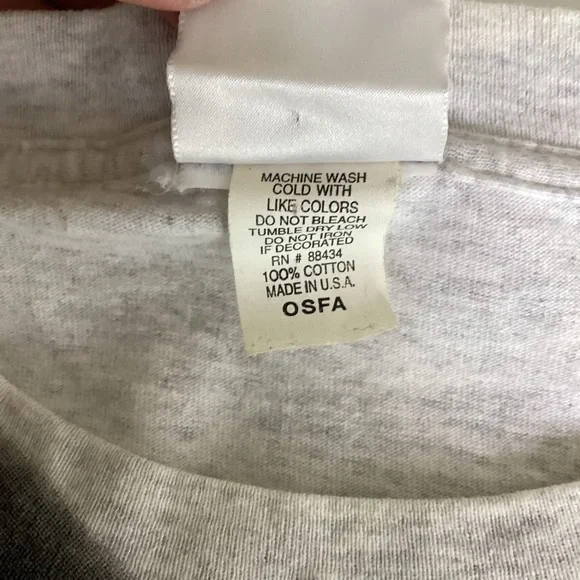 MACHINE WASH
COLD WITH
LIKE COLORS
DO NOT BLEACH
TUMBLE DRY LOW
DO NOT IRON
IF DECORATED
RN # 88434
100% COTTON
MADE IN U.S.A.
OSFA